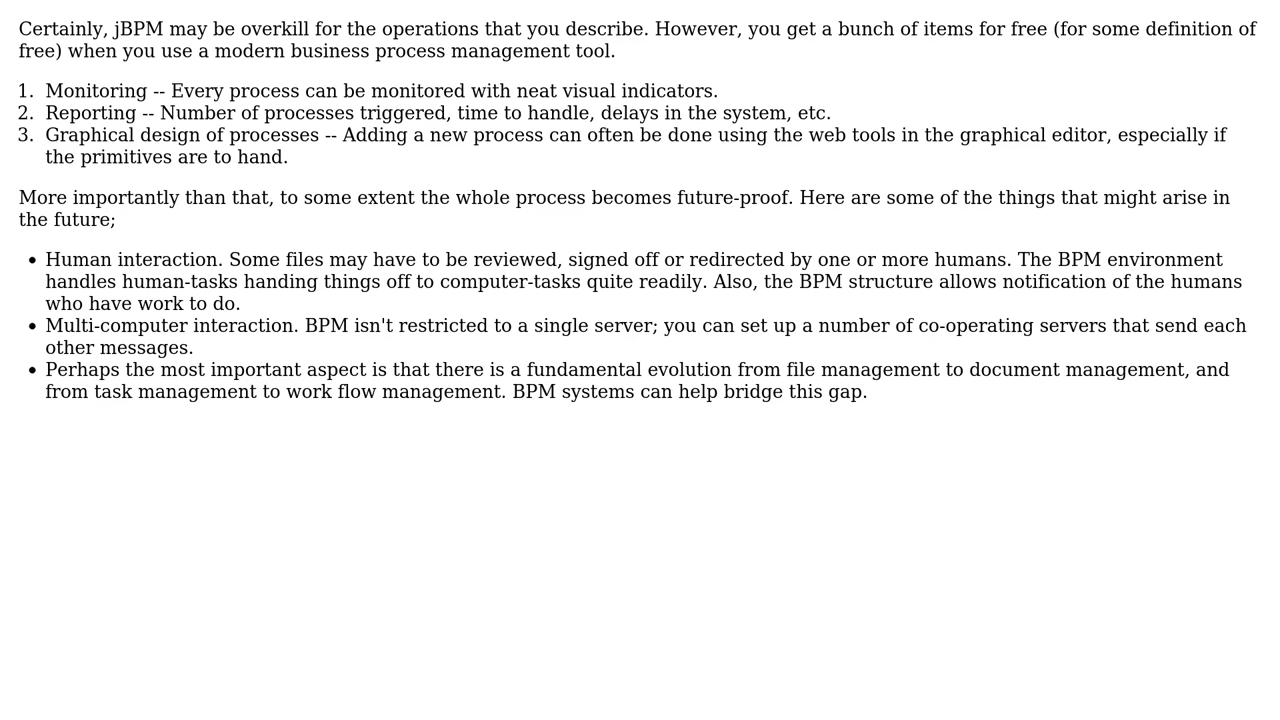 Certainly, jBPM may be overkill for the operations that you describe. However, you get a bunch of items for free (for some definition of
free) when you use a modern business process management tool.
1. Monitoring -- Every process can be monitored with neat visual indicators.
2. Reporting -- Number of processes triggered, time to handle, delays in the system, etc.
3. Graphical design of processes -- Adding a new process can often be done using the web tools in the graphical editor, especially if
the primitives are to hand.
More importantly than that, to some extent the whole process becomes future-proof. Here are some of the things that might arise in
the future;
• Human interaction. Some files may have to be reviewed, signed off or redirected by one or more humans. The BPM environment
handles human-tasks handing things off to computer-tasks quite readily. Also, the BPM structure allows notification of the humans
who have work to do.
• Multi-computer interaction. BPM isn't restricted to a single server; you can set up a number of co-operating servers that send each
other messages.
• Perhaps the most important aspect is that there is a fundamental evolution from file management to document management, and
from task management to work flow management. BPM systems can help bridge this gap.